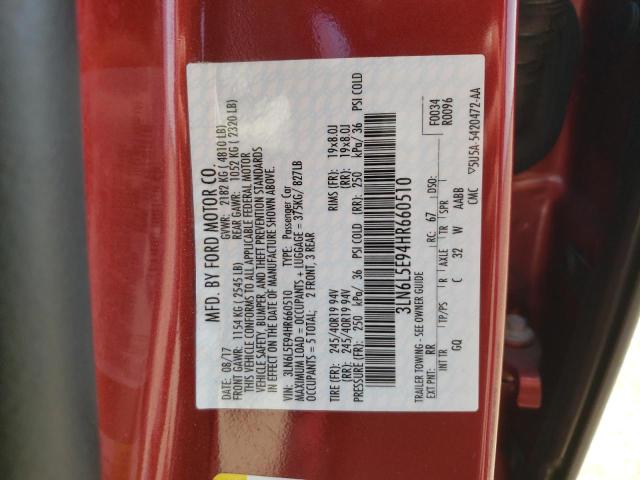 MFD. BY FORD MOTOR CO.
DATE: 08/17 GVWR: 2182 KG ( 4810 LB)
FRONT GAWR: 1154 KG ( 2545 LB) REAR GAWR: 1052 KG ( 2320 LB)
THIS VEHICLE CONFORMS TO ALL APPLICABLE FEDERAL MOTOR
VEHICLE SAFETY, BUMPER, AND THEFT PREVENTION STANDARDS
IN EFFECT ON THE DATE OF MANUFACTURE SHOWN ABOVE.
VIN: 3LN6L5E94HR660510 TYPE: Passenger Car
MAXIMUM LOAD = OCCUPANTS + LUGGAGE = 375KG/ 827LB
OCCUPANTS = 5 TOTAL; 2 FRONT, 3 REAR
TIRE (FR): 245/40R19 94V RIMS (FR): 19x8.0J
(RR): 245/40R19 94V (RR): 19x8.0J
PRESSURE (FR): 250 kPa/ 36 PSI COLD (RR): 250 kPa/ 36 PSI COLD
3LN6L5E94HR660510
TRAILER TOWING - SEE OWNER GUIDE F0034
EXT PNT: RR RC: 67 DSO: R0096
INT TR TP/PS R AXLE TR SPR
GQ C 32 W AABB
CMC ▽5U5A-5420472-AA